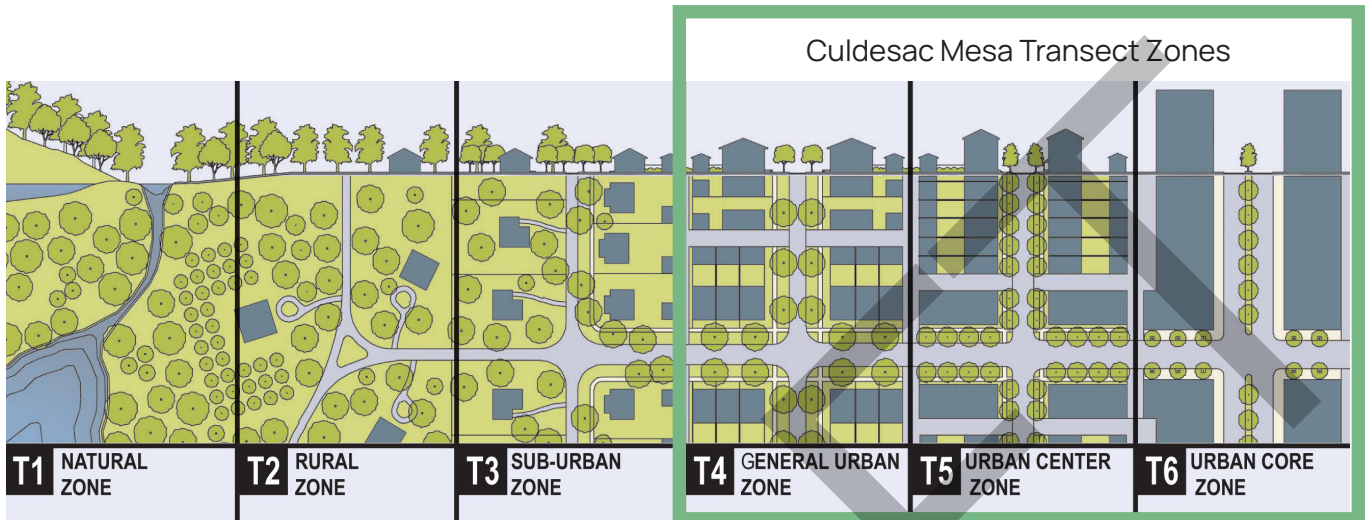 Culdesac Mesa Transect Zones
T1 NATURAL
ZONE
T2 RURAL
ZONE
T3 SUB-URBAN
ZONE
T4 GENERAL URBAN
ZONE
T5 URBAN CENTER
ZONE
T6 URBAN CORE
ZONE